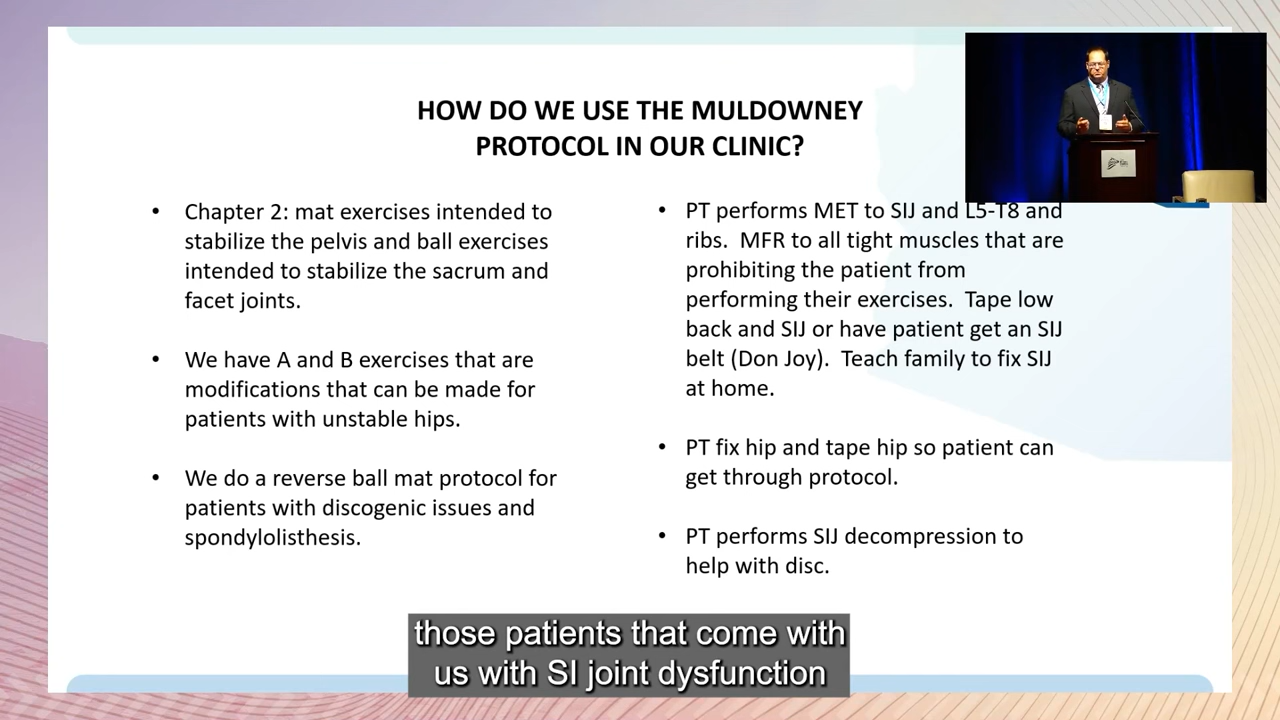 HOW DO WE USE THE MULDOWNEY
PROTOCOL IN OUR CLINIC?
• Chapter 2: mat exercises intended to
stabilize the pelvis and ball exercises
intended to stabilize the sacrum and
facet joints.
• We have A and B exercises that are
modifications that can be made for
patients with unstable hips.
• We do a reverse ball mat protocol for
patients with discogenic issues and
spondylolisthesis.
• PT performs MET to SIJ and L5-T8 and
ribs. MFR to all tight muscles that are
prohibiting the patient from
performing their exercises. Tape low
back and SIJ or have patient get an SIJ
belt (Don Joy). Teach family to fix SIJ
at home.
• PT fix hip and tape hip so patient can
get through protocol.
• PT performs SIJ decompression to
help with disc.
those patients that come with
us with SI joint dysfunction